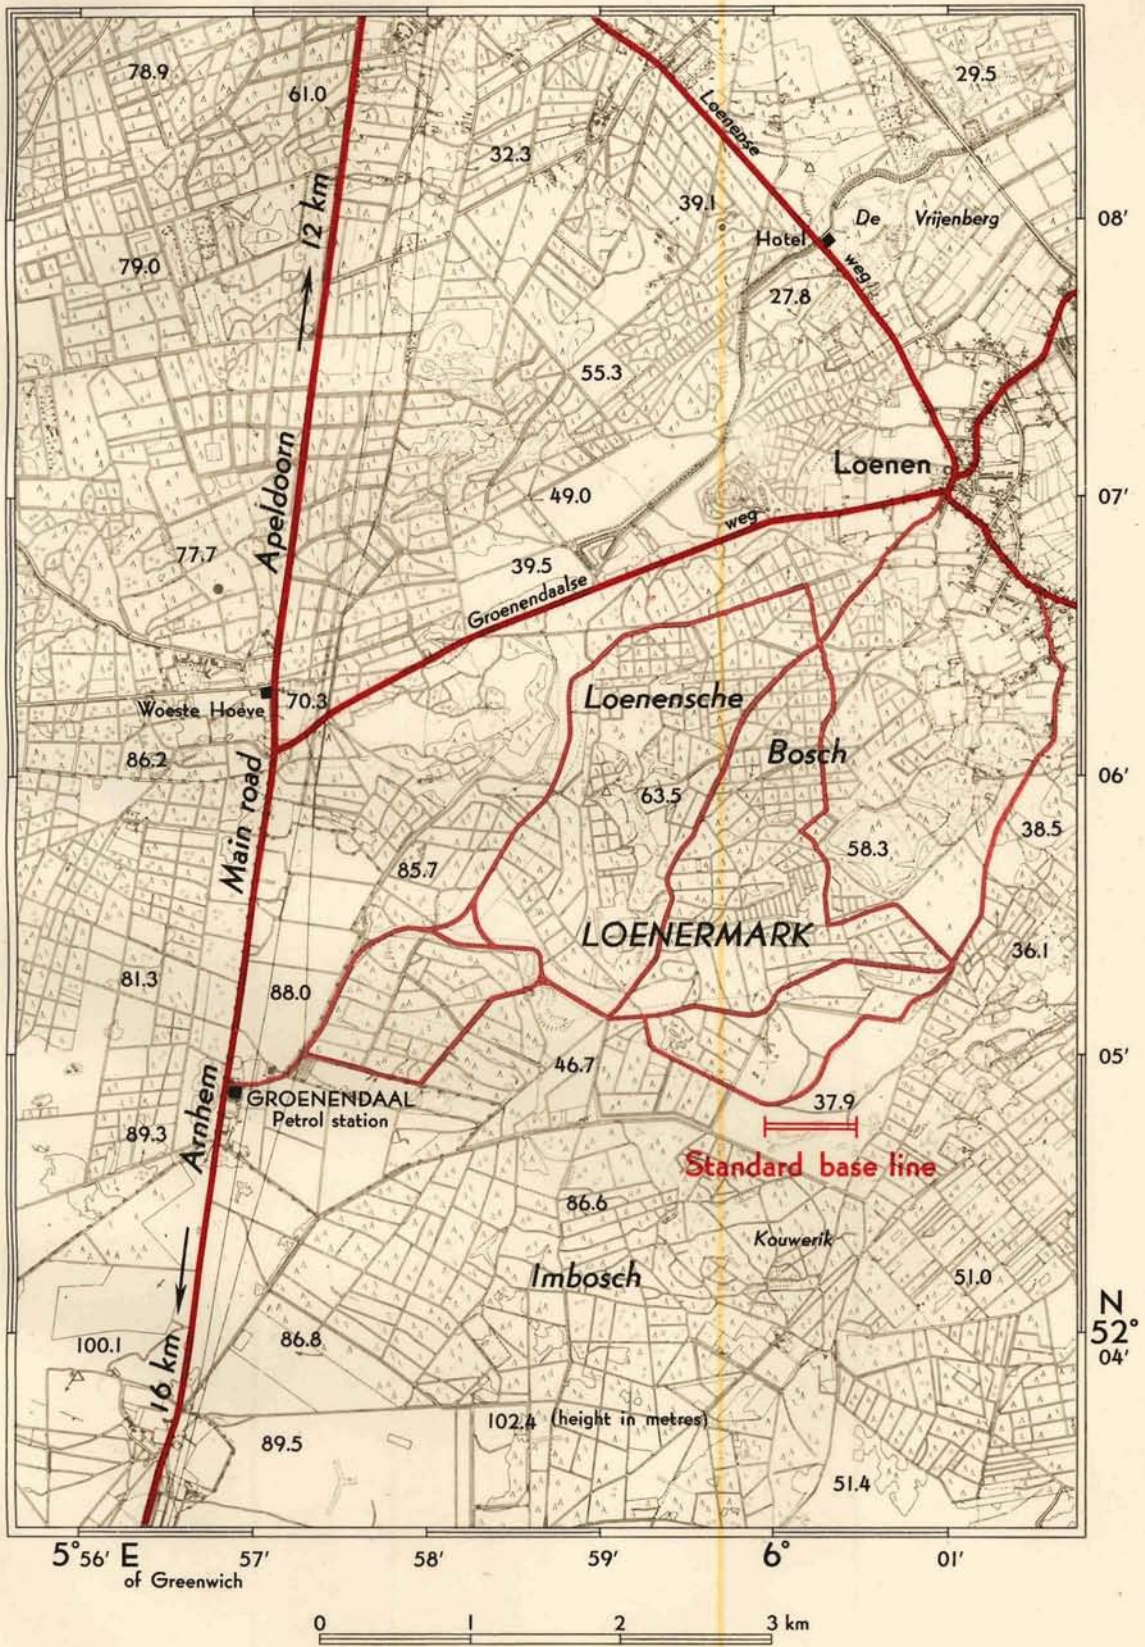 78.9
61.0
32.3
29.5
Loenense
39.1
12 km
De Vrijenberg
08'
Hotel
weg
79.0
27.8
55.3
Apeldoorn
Loenen
49.0
07'
weg
77.7
39.5
Groenendaalse
Loenensche
70.3
Woeste Hoeve
86.2
Bosch
06'
Main road
63.5
38.5
58.3
85.7
LOENERMARK
36.1
81.3
88.0
46.7
05'
GROENENDAAL
Petrol station
37.9
Arnhem
89.3
Standard base line
86.6
Kouwerik
Imbosch
51.0
N
52°
04'
86.8
100.1
16 km
102.4 (height in metres)
89.5
51.4
5° 56' E
of Greenwich
57'
58'
59'
6°
01'
0 1 2 3 km